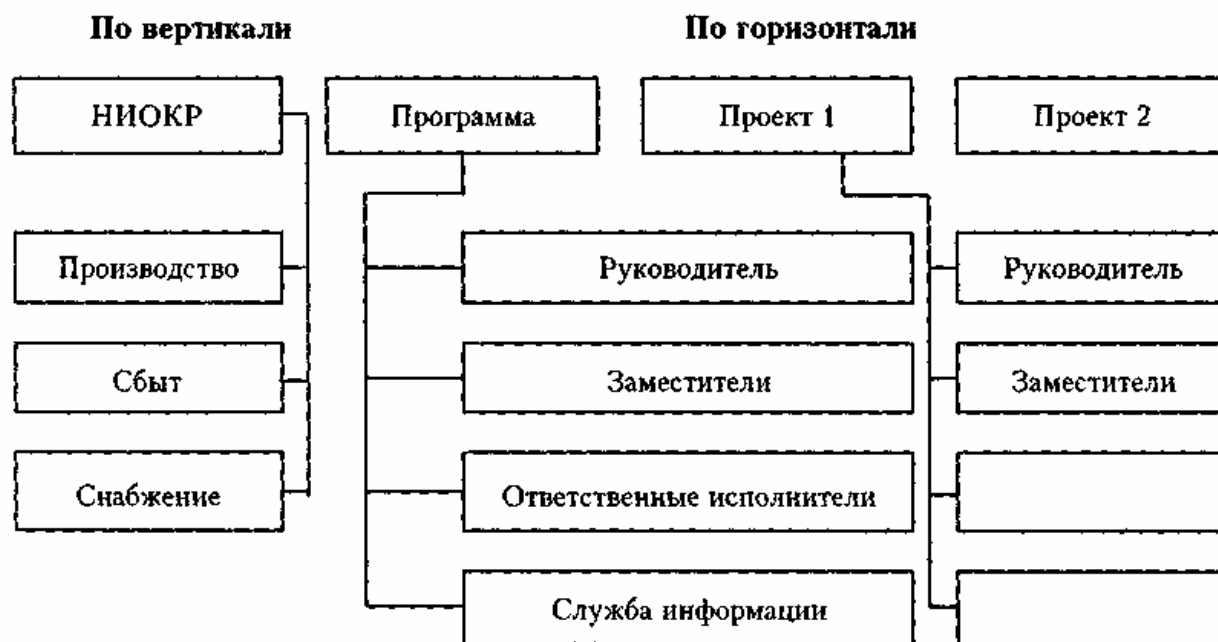 По вертикали
По горизонтали
НИОКР
Программа
Проект 1
Проект 2
Производство
Руководитель
Руководитель
Сбыт
Заместители
Заместители
Снабжение
Ответственные исполнители
Служба информации